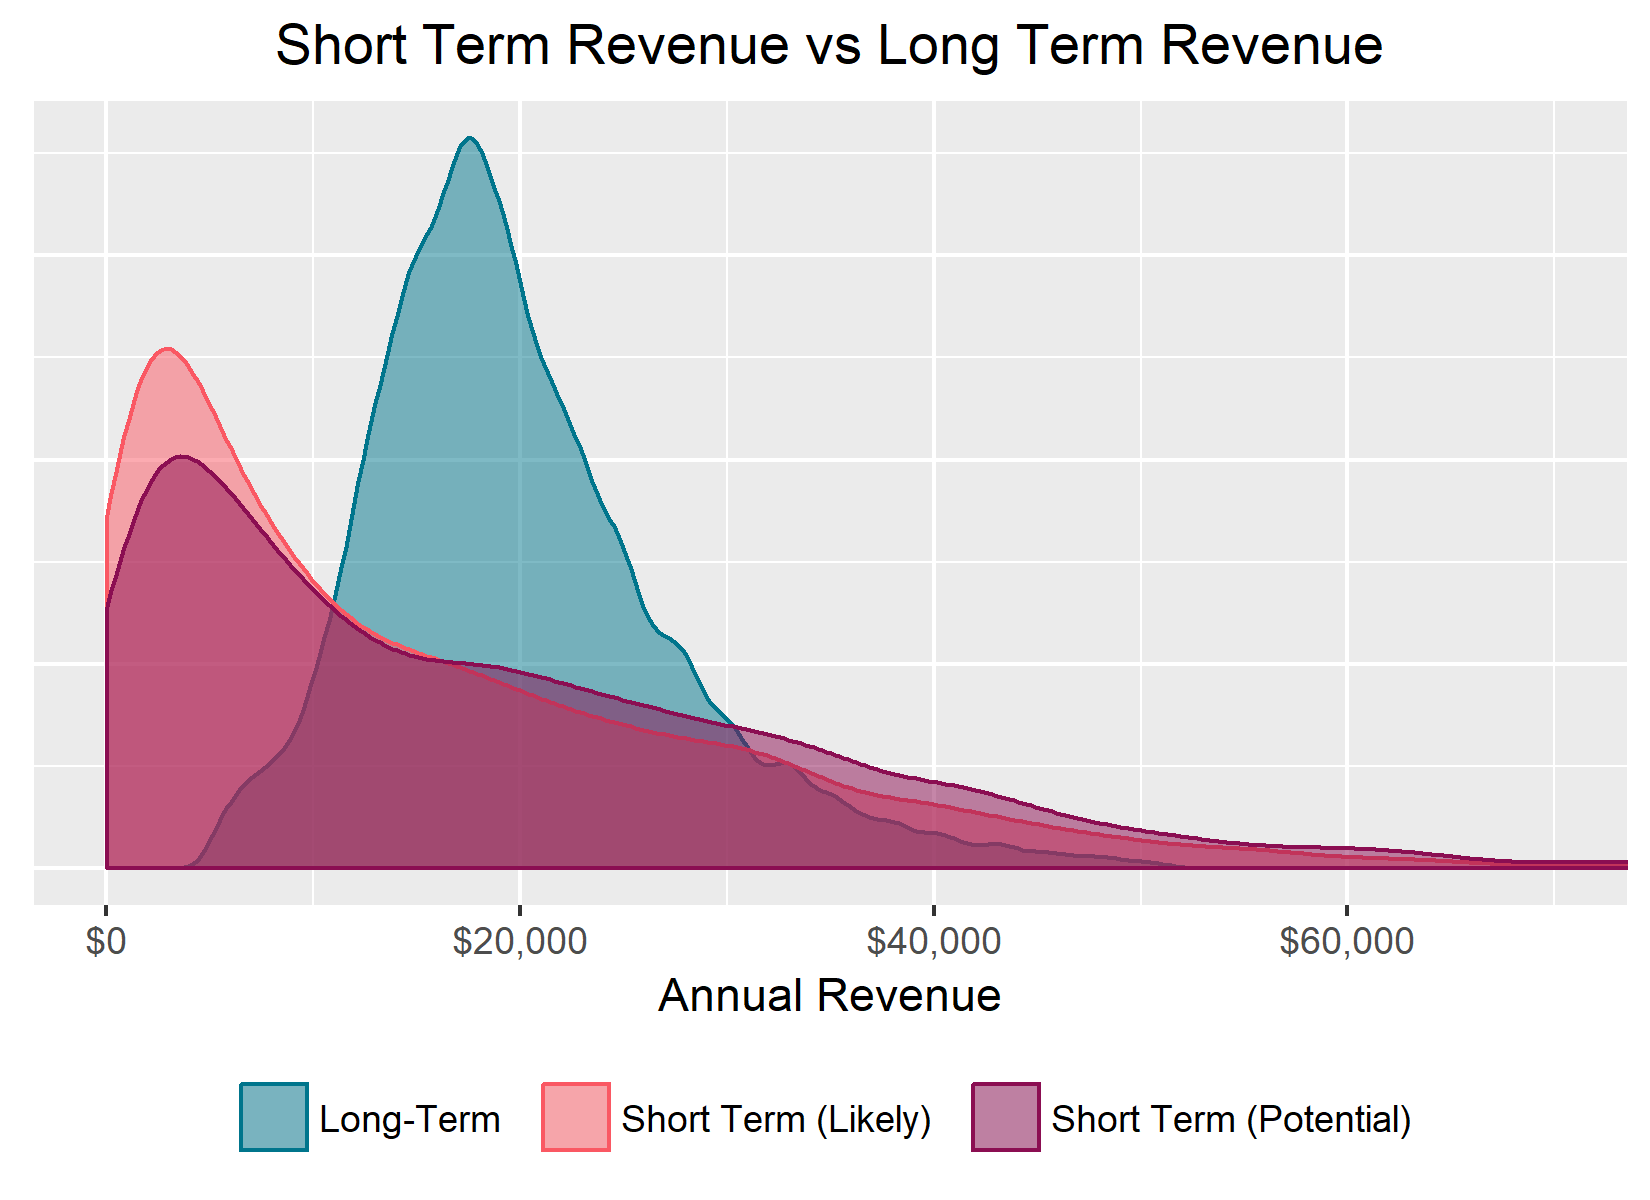 Short Term Revenue vs Long Term Revenue
$0 $20,000 $40,000 $60,000
Annual Revenue
Long-Term Short Term (Likely) Short Term (Potential)